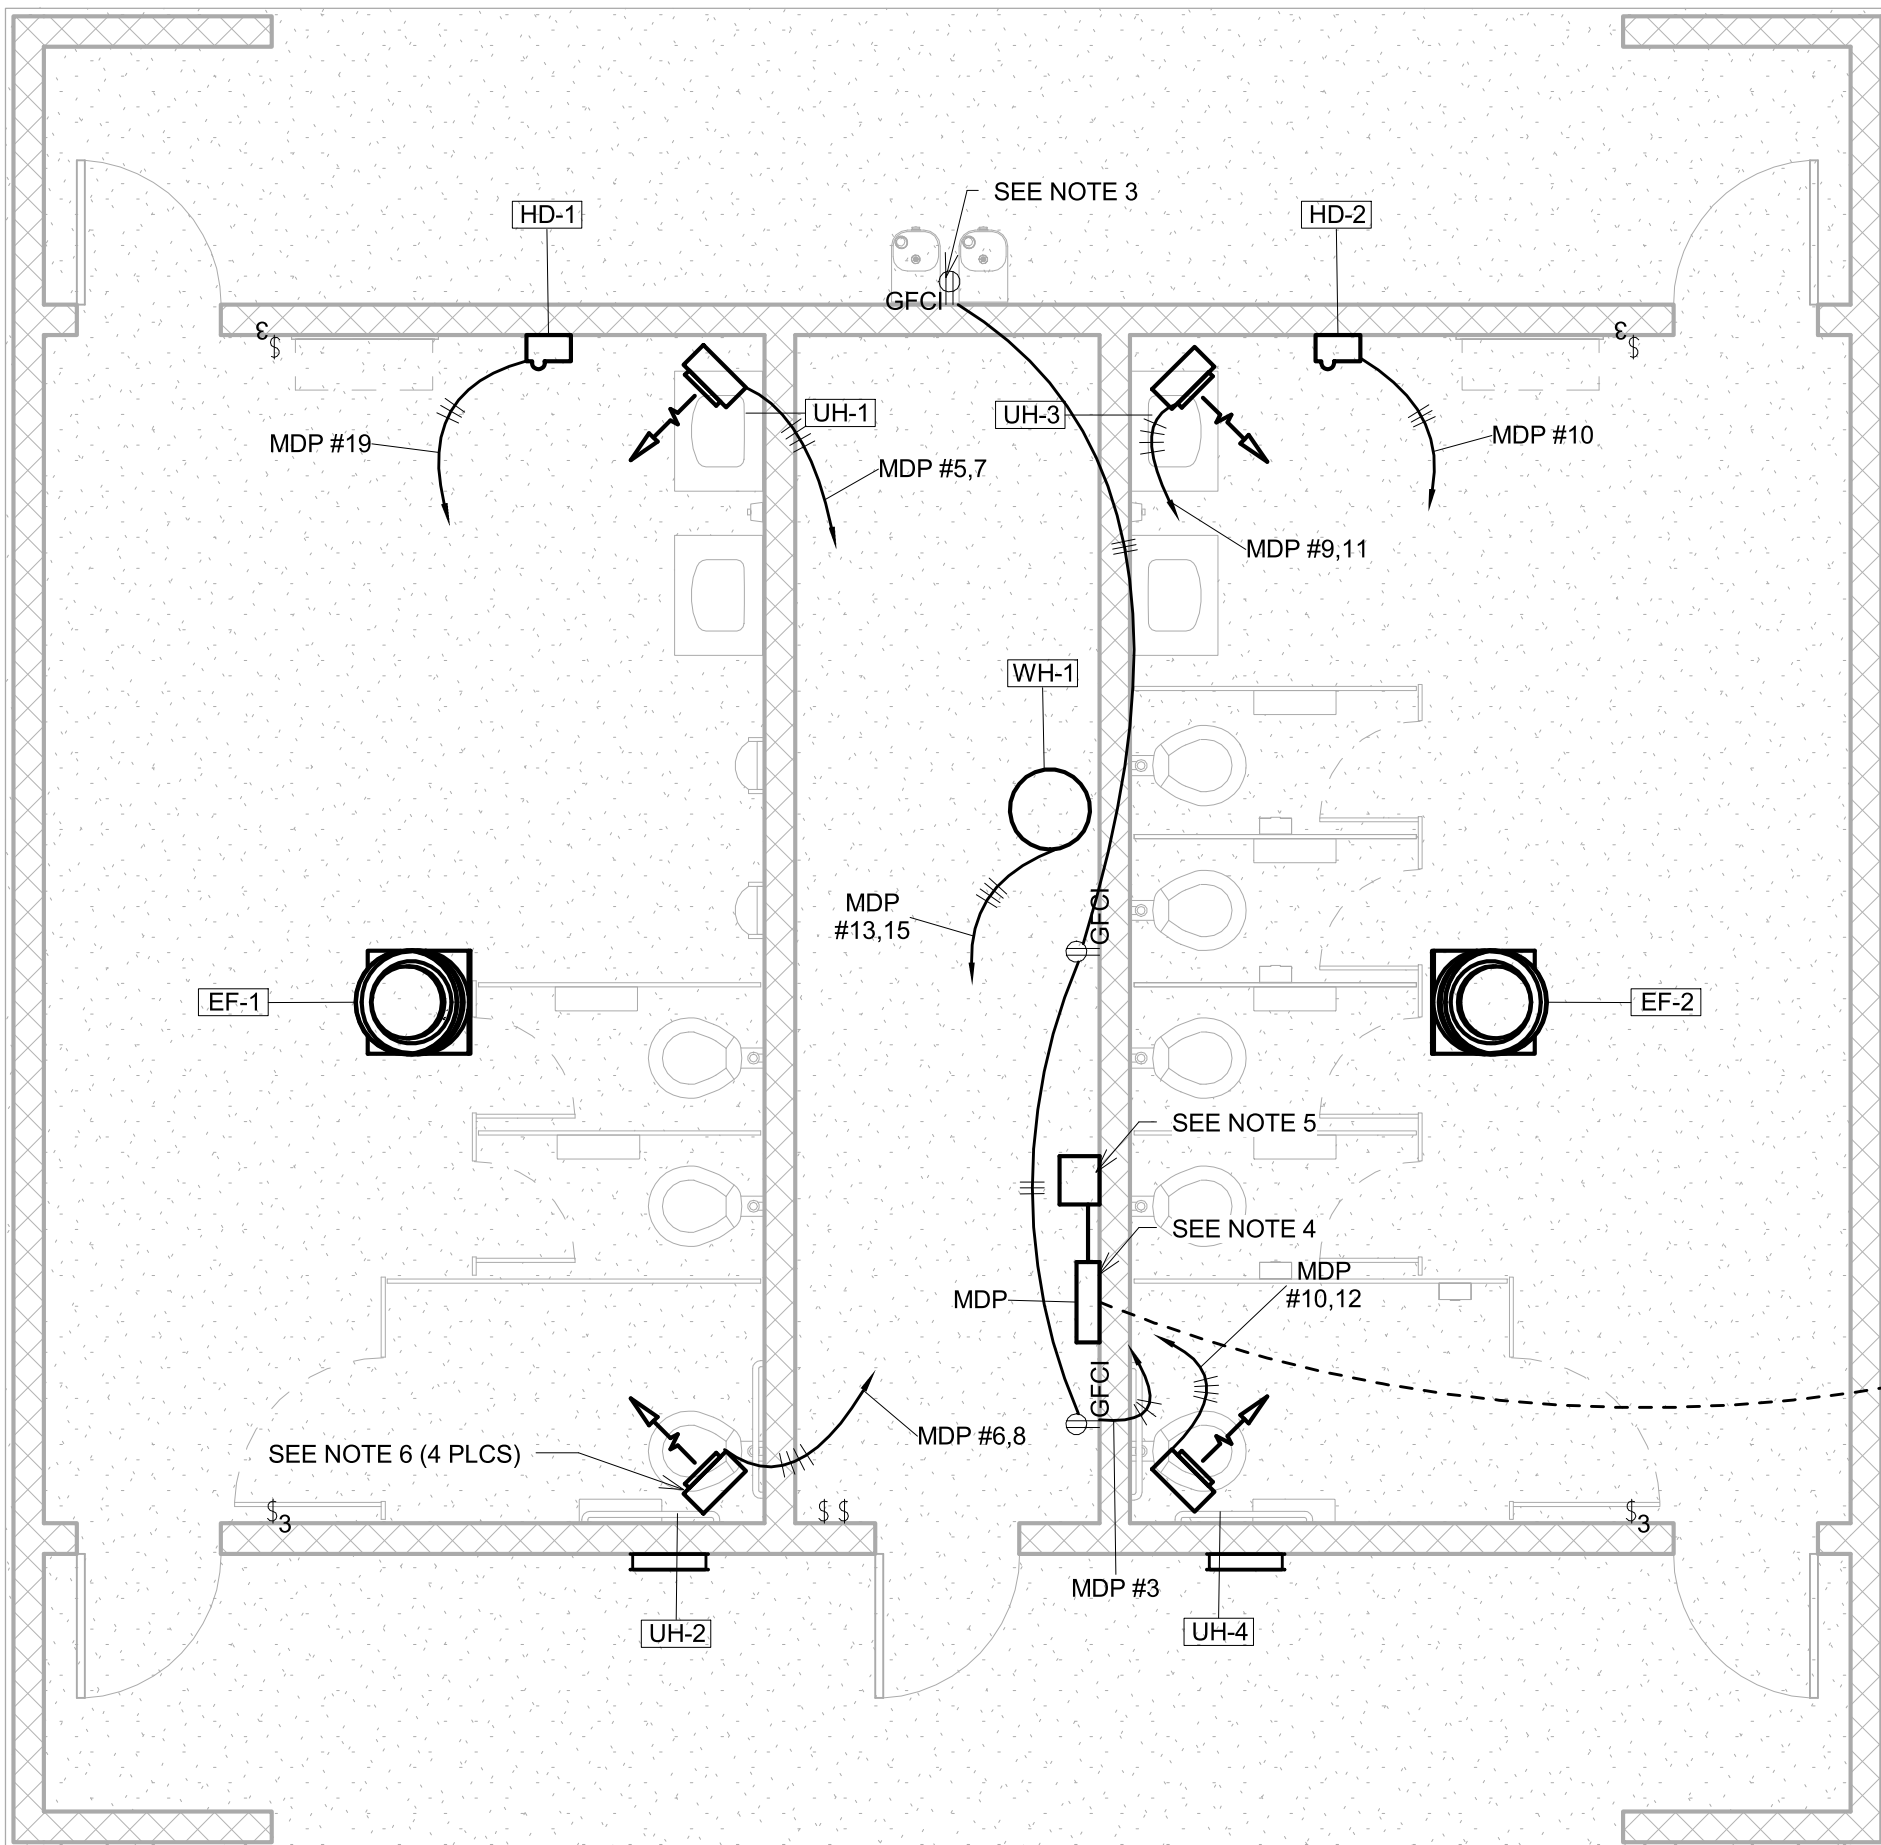 SEE NOTE 3
HD-1
HD-2
GFCI
$3
$3
UH-1
UH-3
MDP #19
MDP #10
MDP #5,7
MDP #9,11
WH-1
MDP
#13,15
GFCI
EF-1
EF-2
SEE NOTE 5
SEE NOTE 4
MDP
#10,12
MDP
GFCI
MDP #6,8
SEE NOTE 6 (4 PLCS)
$3
$ $
$3
MDP #3
UH-2
UH-4